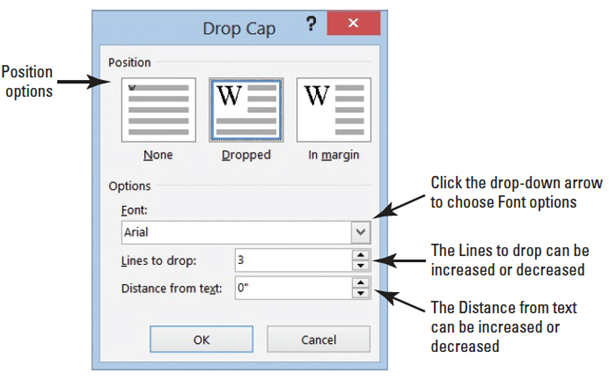 Drop Cap ?
Position
Position
options
W
W
W
None
Dropped
In margin
Options
Font:
Arial
Click the drop-down arrow
to choose Font options
Lines to drop:
3
The Lines to drop can be
increased or decreased
Distance from text:
0"
The Distance from text
can be increased or
decreased
OK
Cancel